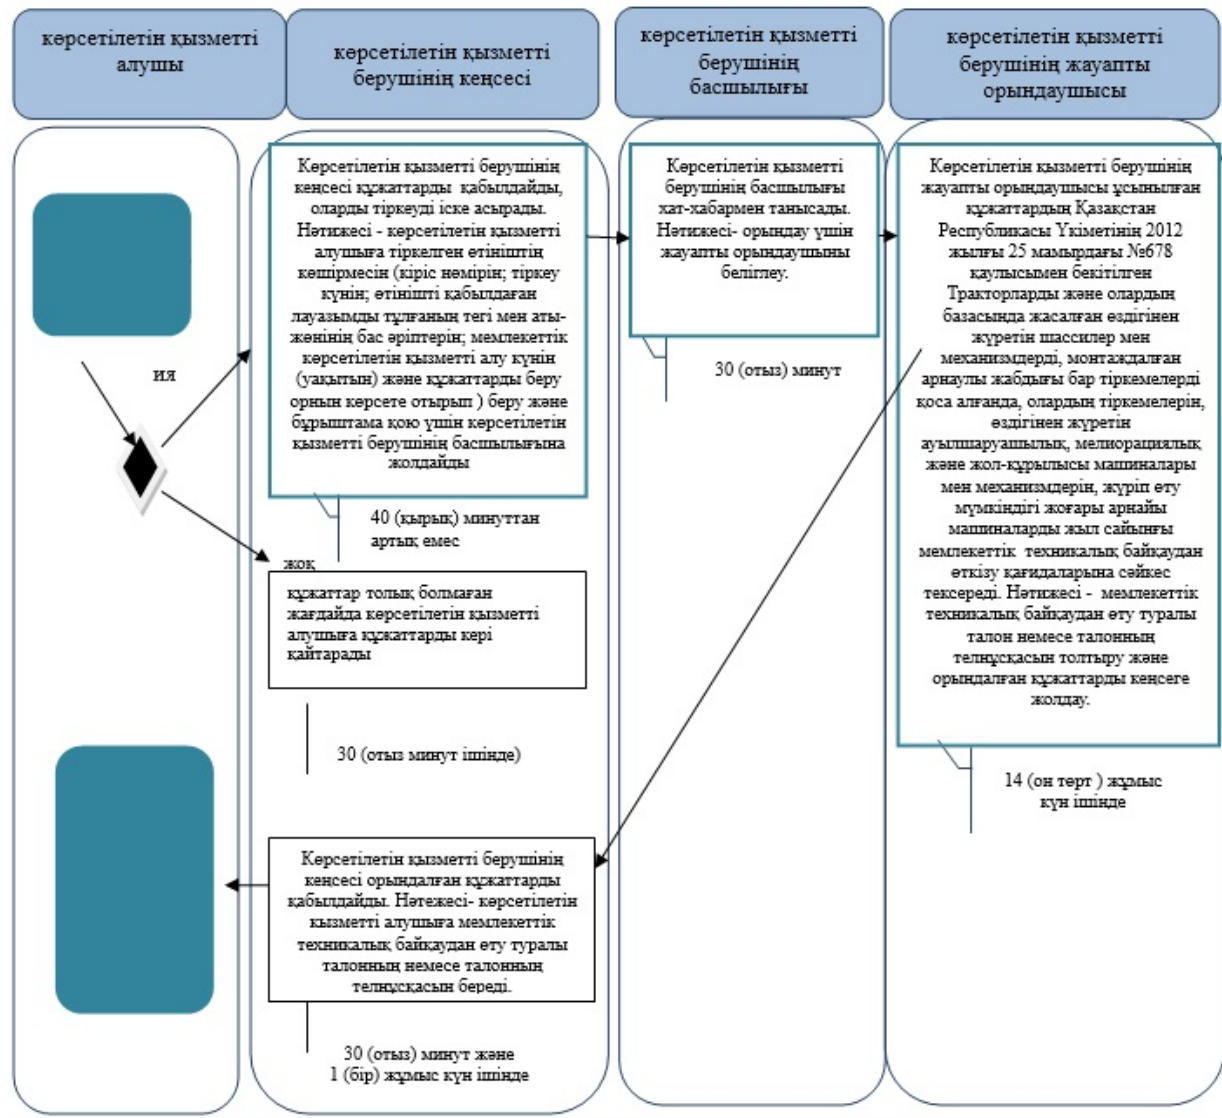 көрсетілетін қызметті
алушы
көрсетілетін қызметті
берушінің кеңсесі
көрсетілетін қызметті
берушінің
басшылығы
көрсетілетін қызметті
берушінің жауапты
орындаушысы
Көрсетілетін қызметті берушінің
кеңсесі құжаттарды қабылдайды,
оларды тіркеуді іске асырады.
Нәтижесі - көрсетілетін қызметті
алушыға тіркелген өтініштің
көшірмесін (кіріс нөмірін; тіркеу
күнін; өтінішті қабылдаған
лауазымды тұлғаның тегі мен аты-
жөнінің бас әріптерін; мемлекеттік
көрсетілетін қызметті алу күнін
(уақытын) және құжаттарды беру
орнын көрсете отырып ) беру және
бұрыштама қою үшін көрсетілетін
қызметті берушінің басшылығына
жолдайды
40 (қырық) минуттан
артық емес
Көрсетілетін қызметті
берушінің басшылығы
хат-хабармен танысады.
Нәтижесі- орындау үшін
жауапты орындаушыны
беліглеу.
30 (отыз) минут
Көрсетілетін қызметті берушінің
жауапты орындаушысы ұсынылған
құжаттардың Қазақстан
Республикасы Үкіметінің 2012
жылғы 25 мамырдағы №678
қаулысымен бекітілген
Тракторларды және олардың
базасында жасалған өздігінен
жүретін шассилер мен
механизмдерді, монтаждалған
арнаулы жабдығы бар тіркемелерді
қоса алғанда, олардың тіркемелерін,
өздігінен жүретін
ауылшаруашылық, мелиорациялық
және жол-құрылысы машиналары
мен механизмдерін, жүріп өту
мүмкіндігі жоғары арнайы
машиналарды жыл сайынғы
мемлекеттік техникалық байқаудан
өткізу қағидаларына сәйкес
тексереді. Нәтижесі - мемлекеттік
техникалық байқаудан өту туралы
талон немесе талонның
телнұсқасын толтыру және
орындалған құжаттарды кеңсеге
жолдау.
14 (он төрт ) жұмыс
күн ішінде
ИЯ
жоқ
құжаттар толық болмаған
жағдайда көрсетілетін қызметті
алушыға құжаттарды кері
қайтарады
30 (отыз минут ішінде)
Көрсетілетін қызметті берушінің
кеңсесі орындалған құжаттарды
қабылдайды. Нәтежесі- көрсетілетін
қызметті алушыға мемлекеттік
техникалық байқаудан өту туралы
талонның немесе талонның
телнұсқасын береді.
30 (отыз) минут және
1 (бір) жұмыс күн ішінде